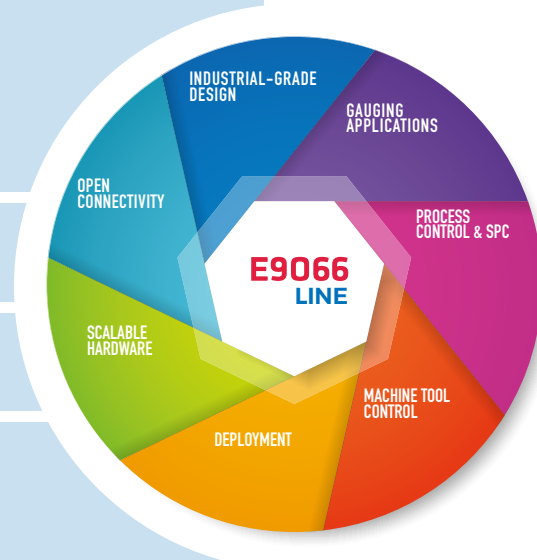 INDUSTRIAL-GRADE
DESIGN
GAUGING
APPLICATIONS
OPEN
CONNECTIVITY
PROCESS
CONTROL & SPC
E9066
LINE
SCALABLE
HARDWARE
MACHINE TOOL
CONTROL
DEPLOYMENT